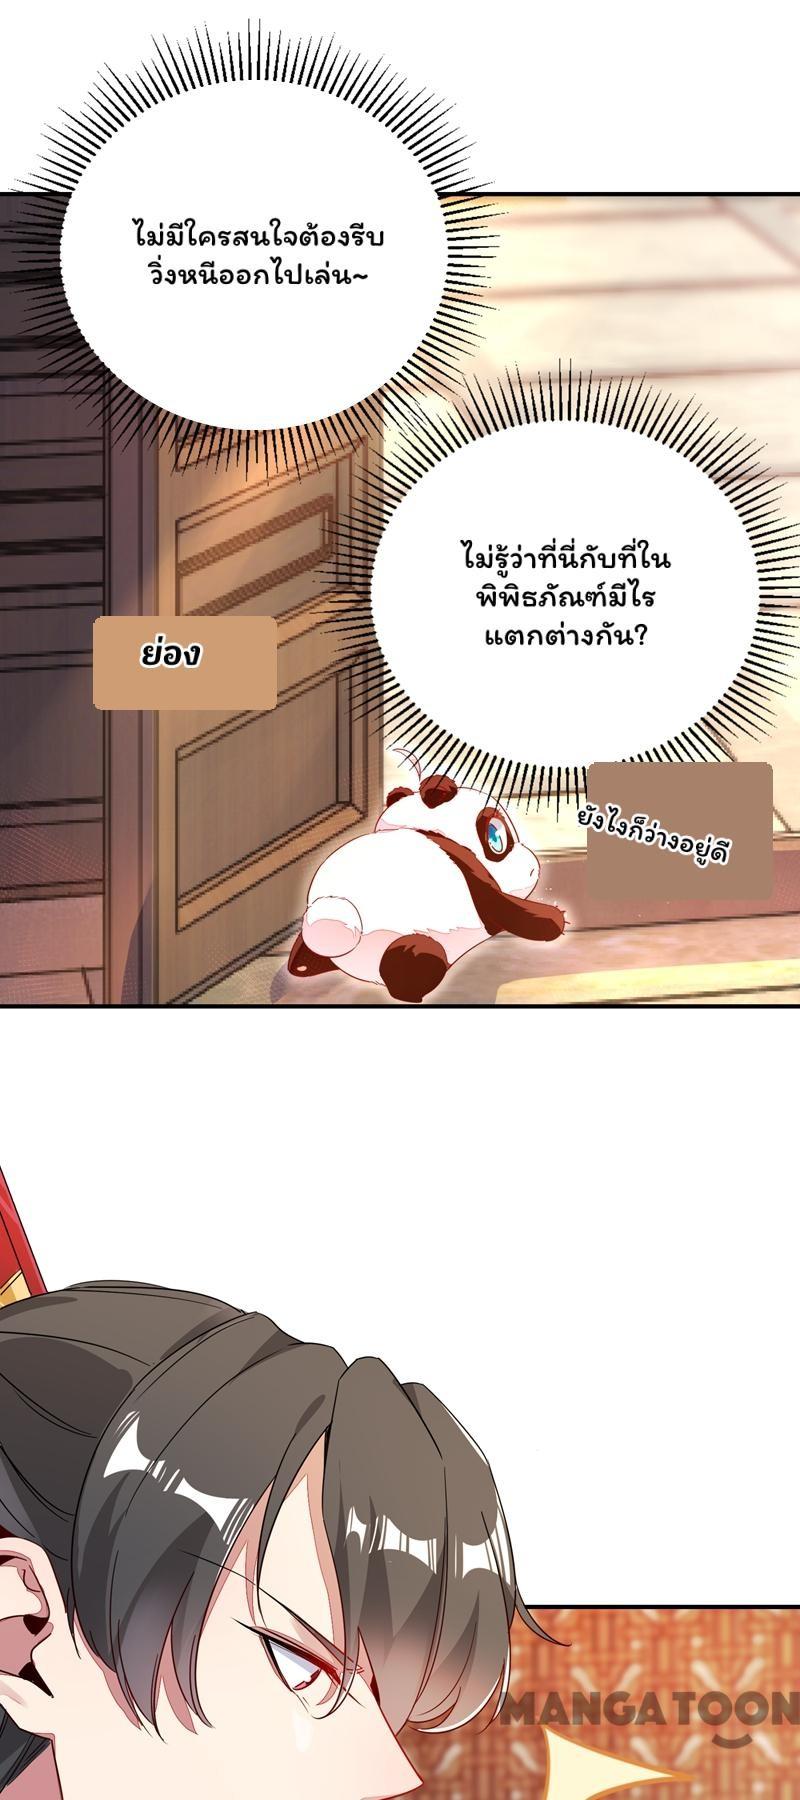 ไม่มีใครสนใจต้องรีบ
วิ่งหนีออกไปเล่น~
ไม่รู้ว่าที่นี่กับที่ใน
พิพิธภัณฑ์มีไร
แตกต่างกัน?
ย่อง
ยังไงก็ว่างอยู่ดี
MANGATOON